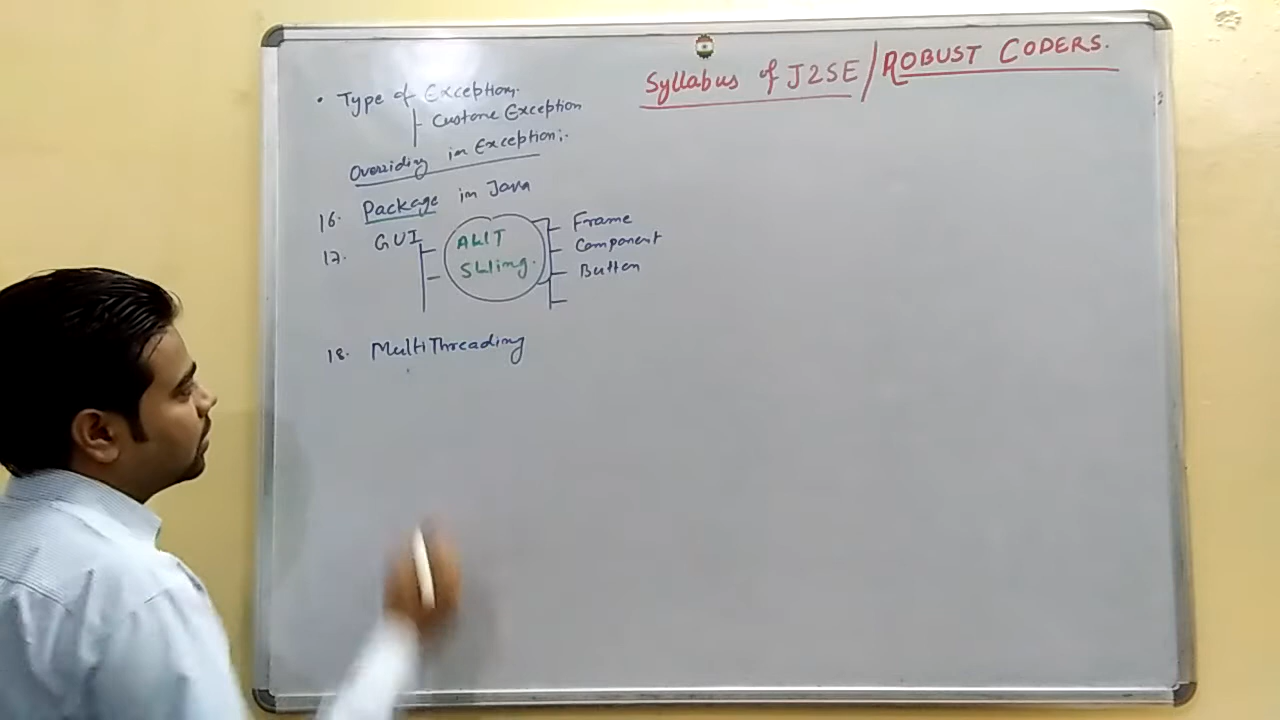 Syllabus of J2SE / ROBUST CODERS.
• Type of Exception.
Custome Exception
Overriding in Exception;.
16. Package in Java
17. GUI
AWT
Swing.
Frame
Component
Button
18. MultiThreading